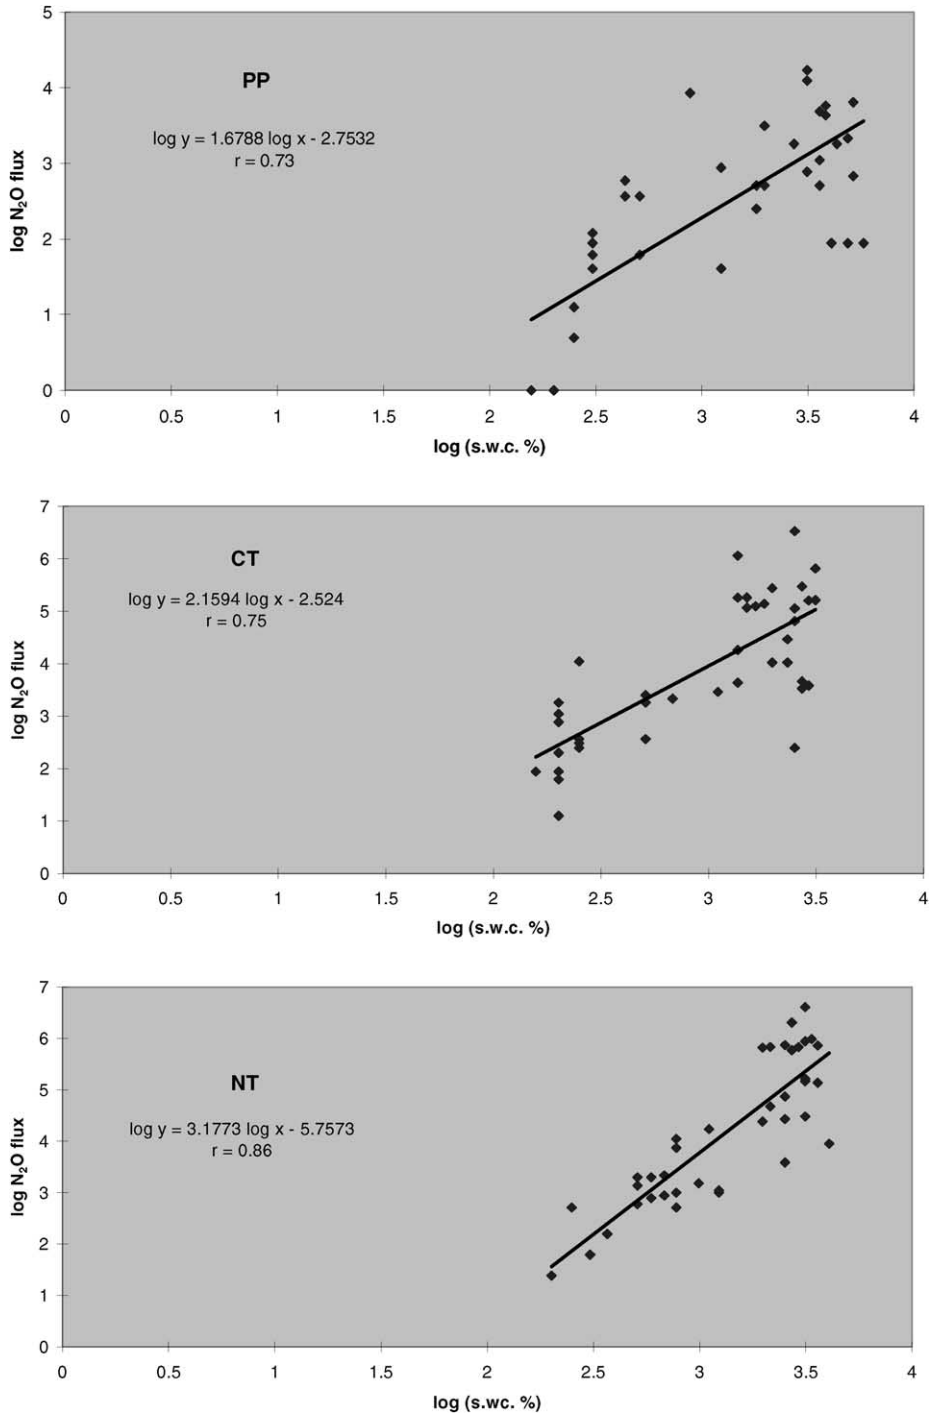 5
4
3
2
1
0
log N₂O flux
PP
log y = 1.6788 log x - 2.7532
r = 0.73
0 0.5 1 1.5 2 2.5 3 3.5 4
log (s.w.c. %)
7
6
5
4
3
2
1
0
log N₂O flux
CT
log y = 2.1594 log x - 2.524
r = 0.75
0 0.5 1 1.5 2 2.5 3 3.5 4
log (s.w.c. %)
7
6
5
4
3
2
1
0
log N₂O flux
NT
log y = 3.1773 log x - 5.7573
r = 0.86
0 0.5 1 1.5 2 2.5 3 3.5 4
log (s.wc. %)